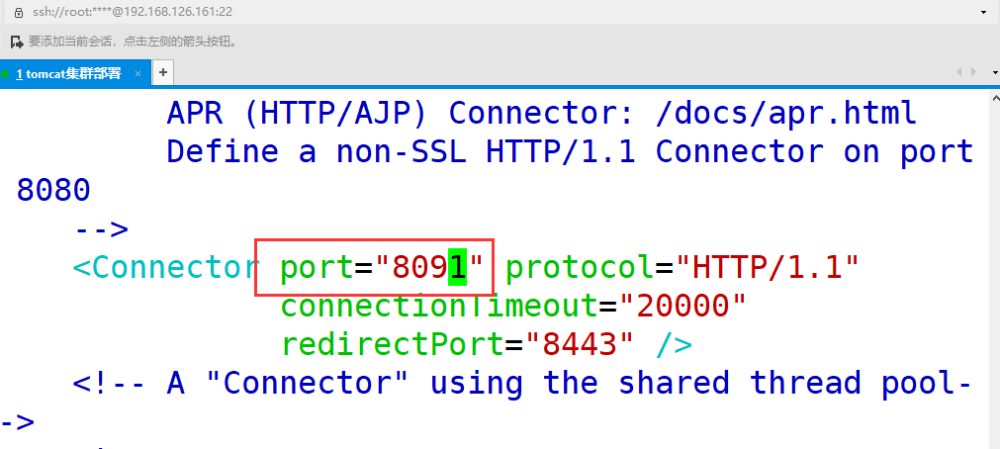 ssh://root:****@192.168.126.161:22
要添加当前会话，点击左侧的箭头按钮。
1 tomcat集群部署 × +
APR (HTTP/AJP) Connector: /docs/apr.html
Define a non-SSL HTTP/1.1 Connector on port
8080
-->
<Connector port="8091" protocol="HTTP/1.1"
connectionTimeout="20000"
redirectPort="8443" />
<!-- A "Connector" using the shared thread pool-
->